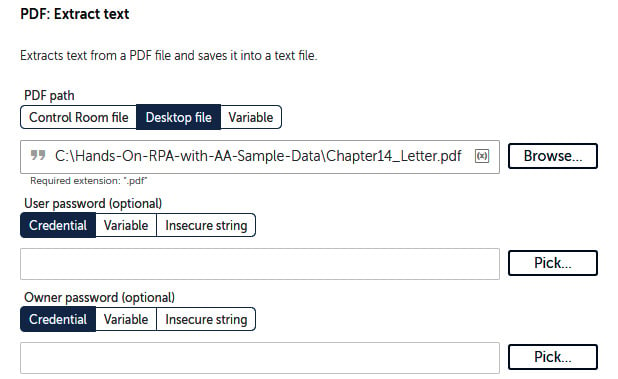 PDF: Extract text
Extracts text from a PDF file and saves it into a text file.
PDF path
Control Room file Desktop file Variable
C:\Hands-On-RPA-with-AA-Sample-Data\Chapter14_Letter.pdf (x) Browse...
Required extension: ".pdf"
User password (optional)
Credential Variable Insecure string
Pick...
Owner password (optional)
Credential Variable Insecure string
Pick...